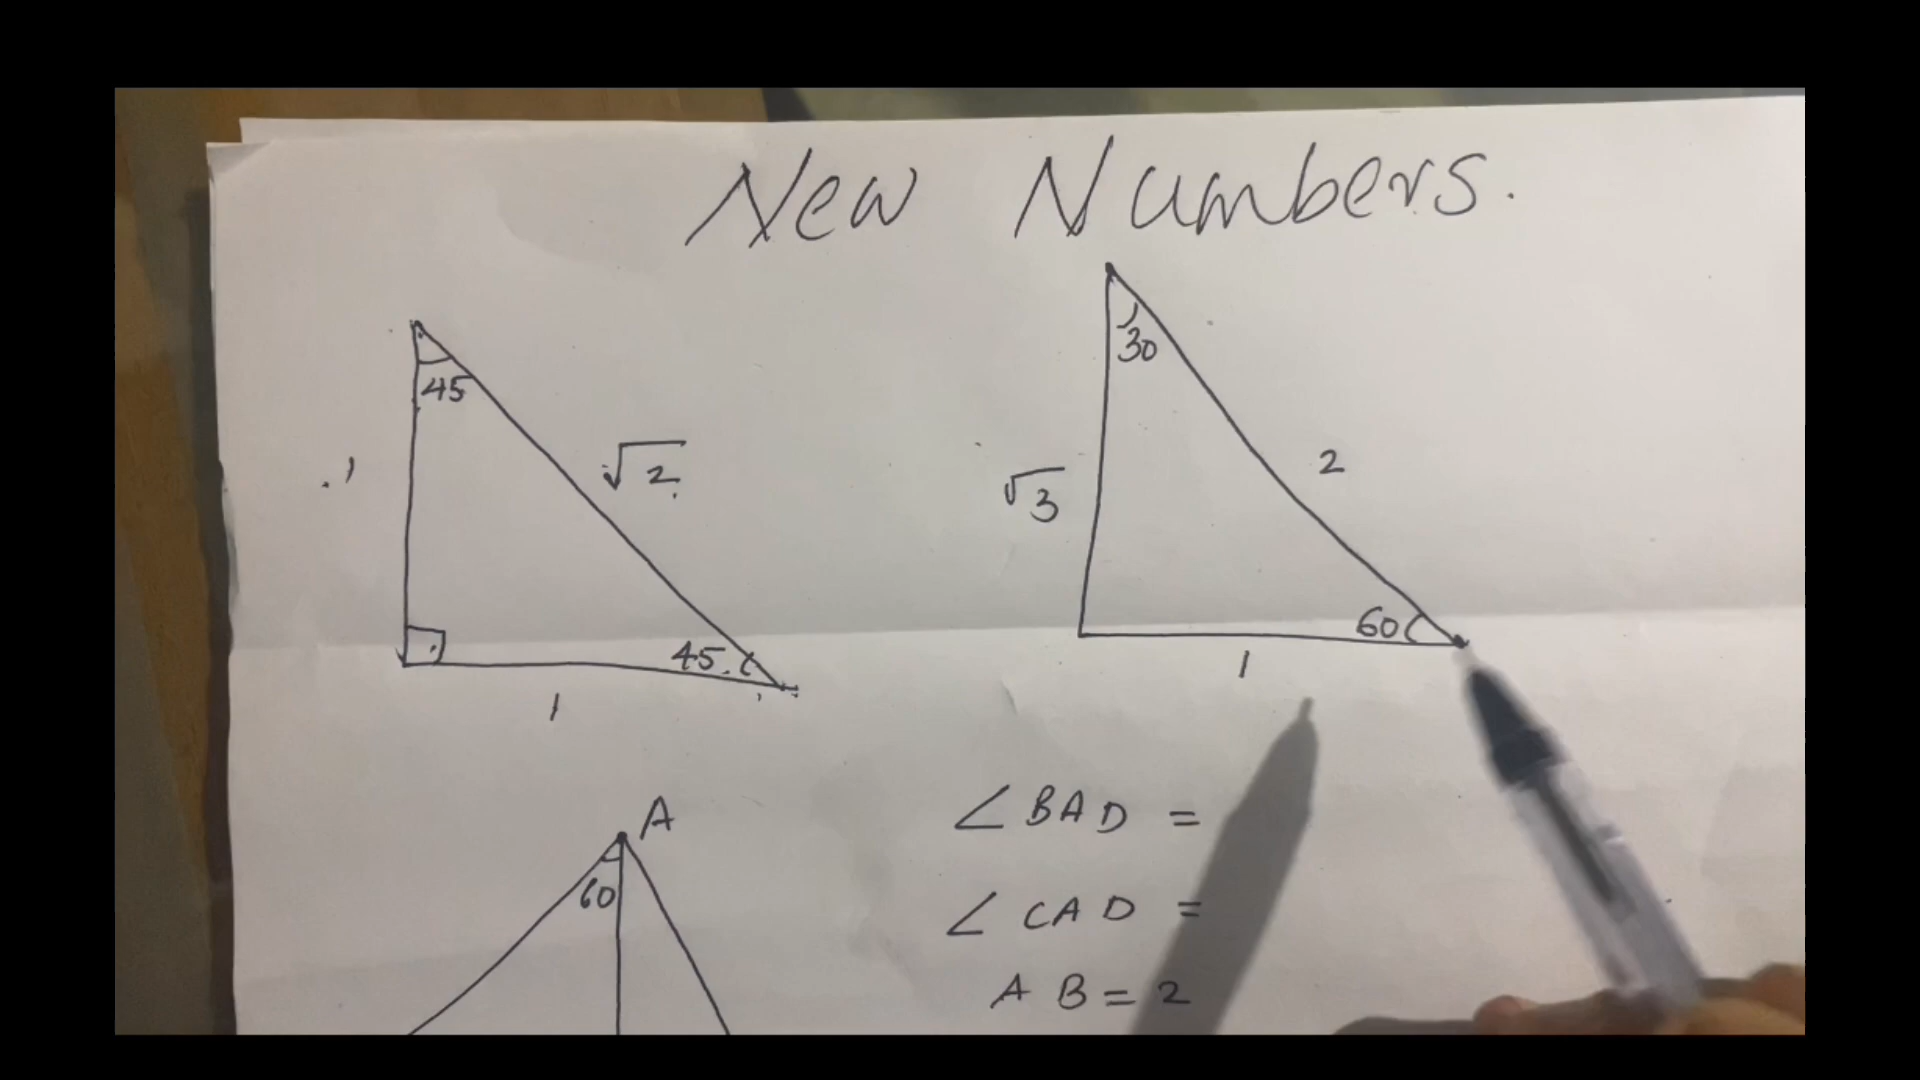 New Numbers.
45
√2
1
45
1
30
√3
2
60
1
A
60
∠BAD =
∠CAD =
AB = 2